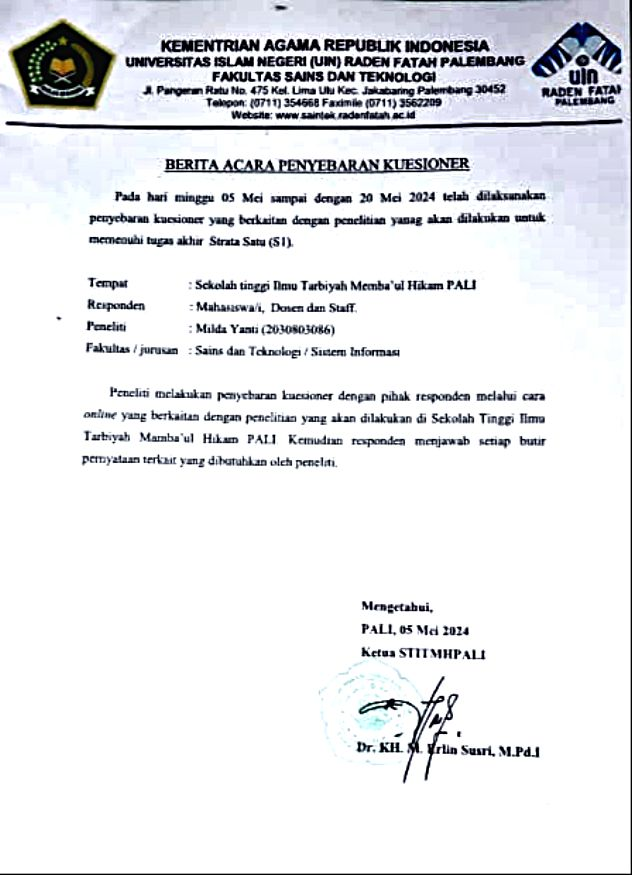 KEMENTRIAN AGAMA REPUBLIK INDONESIA
UNIVERSITAS ISLAM NEGERI (UIN) RADEN FATAH PALEMBANG
FAKULTAS SAINS DAN TEKNOLOGI
Jl. Pangeran Ratu No. 475 Kel. Lima Ulu Kec. Jakabaring Palembang 30452
Telepon: (0711) 354668 Faximile (0711) 3562209
Website: www.saintek.radenfatah.ac.id
uin
RADEN FATAH
PALEMBANG
BERITA ACARA PENYEBARAN KUESIONER
Pada hari minggu 05 Mei sampai dengan 20 Mei 2024 telah dilaksanakan
penyebaran kuesioner yang berkaitan dengan penelitian yanag akan dilakukan untuk
memenuhi tugas akhir Strata Satu (S1).
Tempat : Sekolah tinggi Ilmu Tarbiyah Memba'ul Hikam PALI
Responden : Mahasiswa/i, Dosen dan Staff.
Peneliti : Milda Yanti (2030803086)
Fakultas / jurusan : Sains dan Teknologi / Sistem Informasi
Peneliti melakukan penyebaran kuesioner dengan pihak responden melalui cara
online yang berkaitan dengan penelitian yang akan dilakukan di Sekolah Tinggi Ilmu
Tarbiyah Mamba'ul Hikam PALI Kemudian responden menjawab setiap butir
pernyataan terkait yang dibutuhkan oleh peneliti.
Mengetahui,
PALI, 05 Mei 2024
Ketua STITMHPALI
Dr. KH. M. Erlin Susri, M.Pd.I